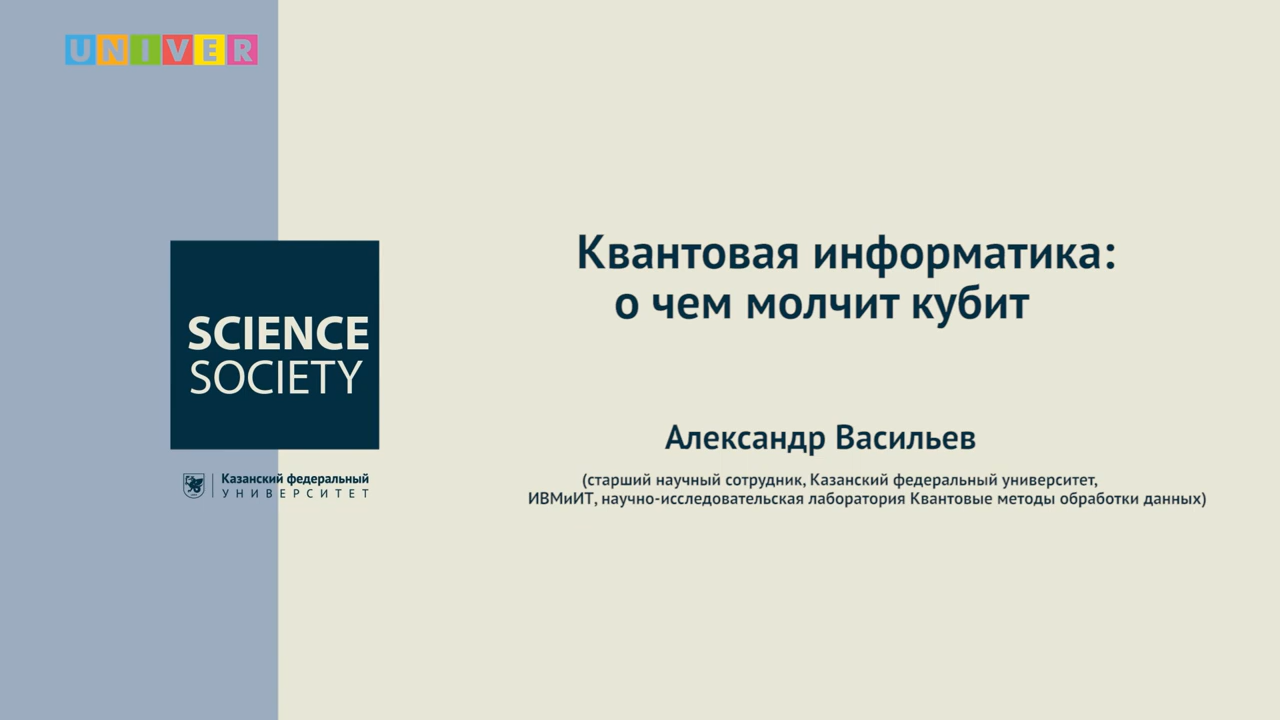 UNIVER
SCIENCE
SOCIETY
Казанский федеральный
УНИВЕРСИТЕТ
Квантовая информатика:
о чем молчит кубит
Александр Васильев
(старший научный сотрудник, Казанский федеральный университет,
ИВМиИТ, научно-исследовательская лаборатория Квантовые методы обработки данных)